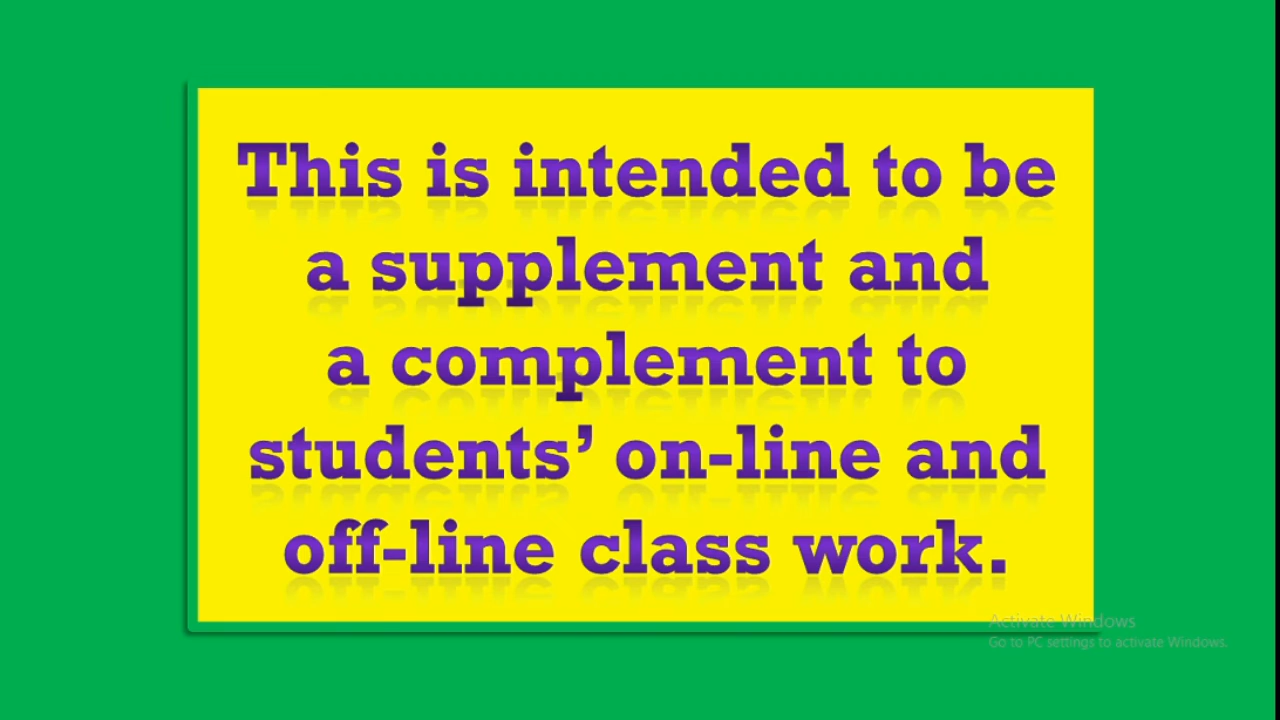 This is intended to be
a supplement and
a complement to
students’ on-line and
off-line class work.
Activate Windows
Go to PC settings to activate Windows.